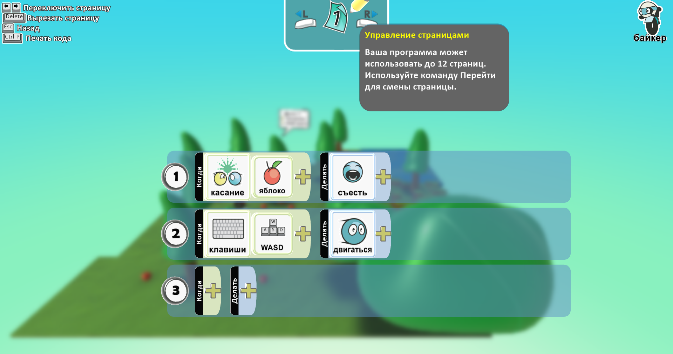 Переключить страницу
Вырезать страницу
Назад
Печать кода
L
1
R
байкер
Управление страницами
Ваша программа может
использовать до 12 страниц.
Используйте команду Перейти
для смены страницы.
1
Когда
касание
яблоко
Делать
съесть
2
Когда
клавиши
WASD
Делать
двигаться
3
Когда
Делать